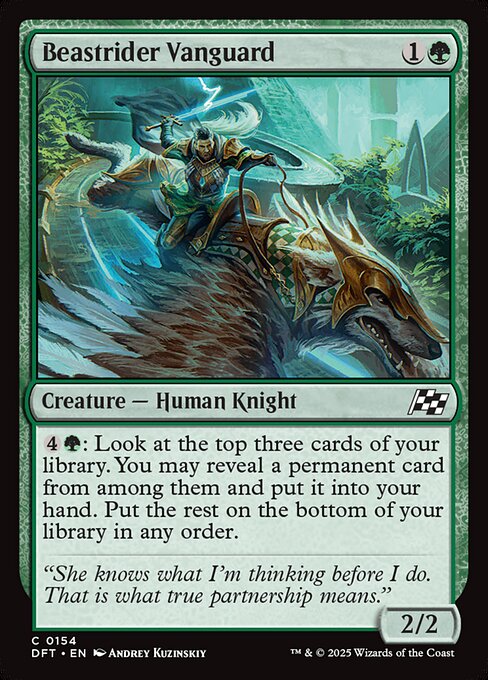 Beastrider Vanguard 1
Creature — Human Knight
4 : Look at the top three cards of your
library. You may reveal a permanent card
from among them and put it into your
hand. Put the rest on the bottom of your
library in any order.
“She knows what I’m thinking before I do.
That is what true partnership means.”
2/2
C 0154
DFT • EN Andrey Kuzinskiy
™ & © 2025 Wizards of the Coast